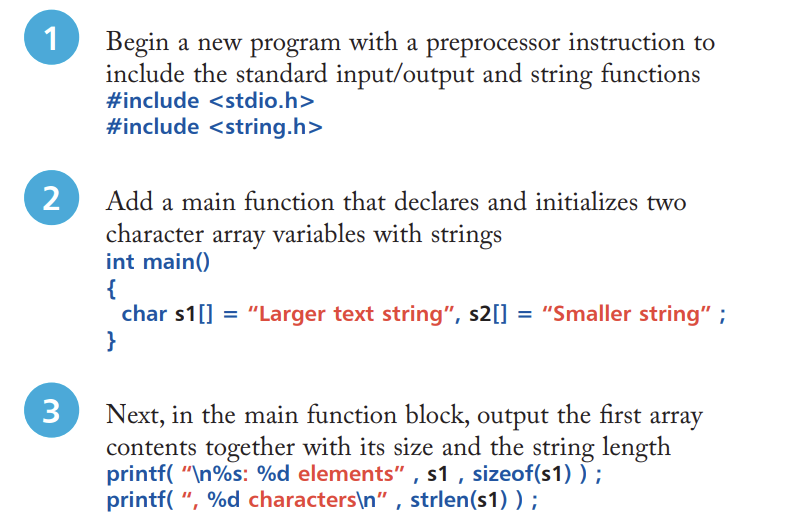 1
Begin a new program with a preprocessor instruction to
include the standard input/output and string functions
#include <stdio.h>
#include <string.h>
2
Add a main function that declares and initializes two
character array variables with strings
int main()
{
  char s1[] = “Larger text string”, s2[] = “Smaller string” ;
}
3
Next, in the main function block, output the first array
contents together with its size and the string length
printf( “\n%s: %d elements” , s1 , sizeof(s1) ) ;
printf( “, %d characters\n” , strlen(s1) ) ;